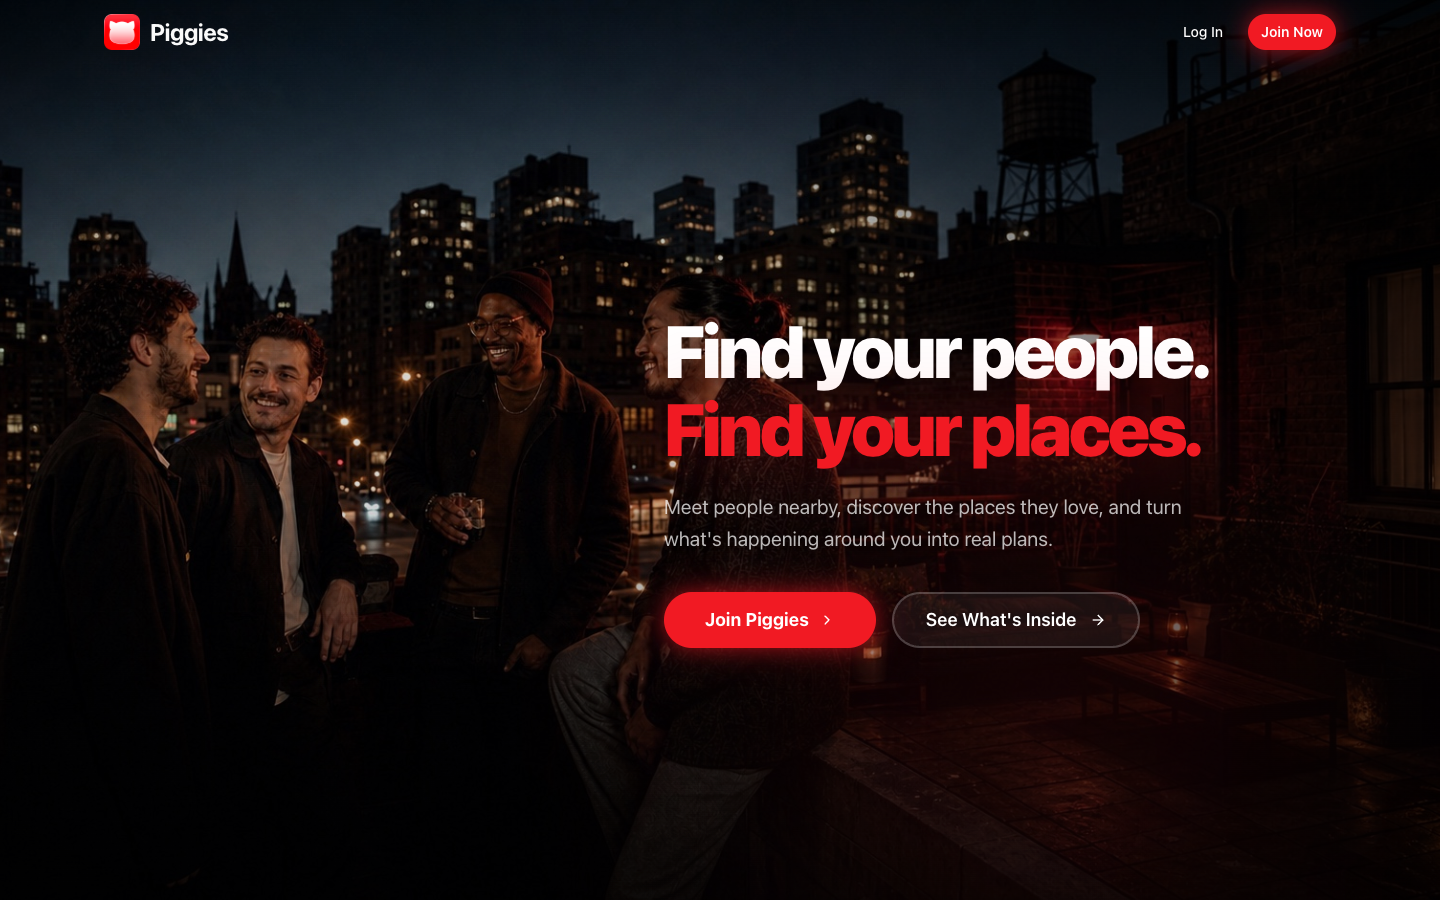 Piggies
Log In
Join Now
Find your people.
Find your places.
Meet people nearby, discover the places they love, and turn
what's happening around you into real plans.
Join Piggies
See What's Inside